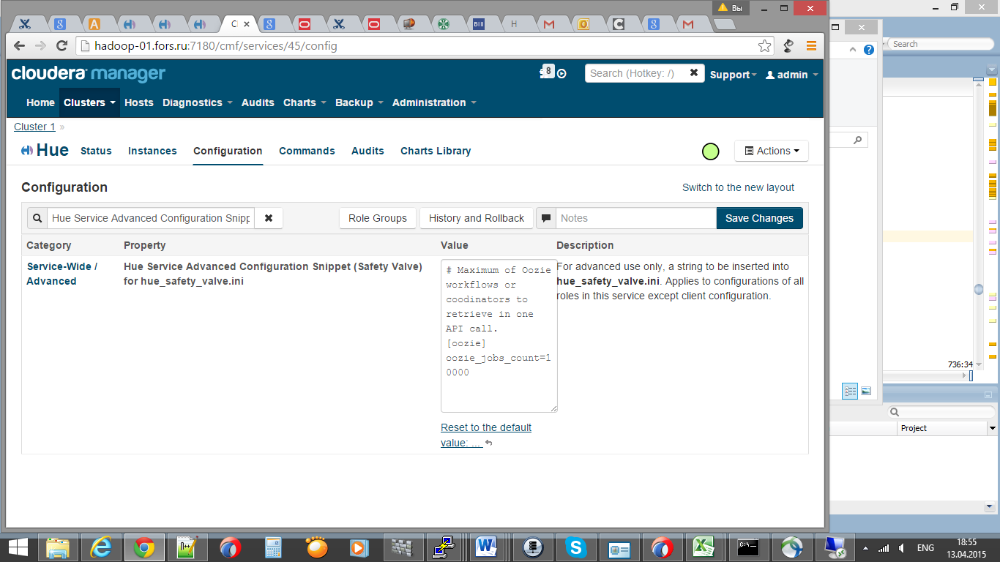 Вы
hadoop-01.fors.ru:7180/cmf/services/45/config
cloudera manager
8
Search (Hotkey: /)
Support
admin
Home Clusters Hosts Diagnostics Audits Charts Backup Administration
Cluster 1 »
Hue Status Instances Configuration Commands Audits Charts Library
Actions
Configuration
Switch to the new layout
Hue Service Advanced Configuration Snipp
Role Groups
History and Rollback
Notes
Save Changes
Category Property Value Description
Service-Wide /
Advanced
Hue Service Advanced Configuration Snippet (Safety Valve)
for hue_safety_valve.ini
# Maximum of Oozie
workflows or
coodinators to
retrieve in one
API call.
[oozie]
oozie_jobs_count=1
0000
Reset to the default
value: ...
For advanced use only, a string to be inserted into
hue_safety_valve.ini. Applies to configurations of all
roles in this service except client configuration.
Search
736:34
Project
ENG
18:55
13.04.2015